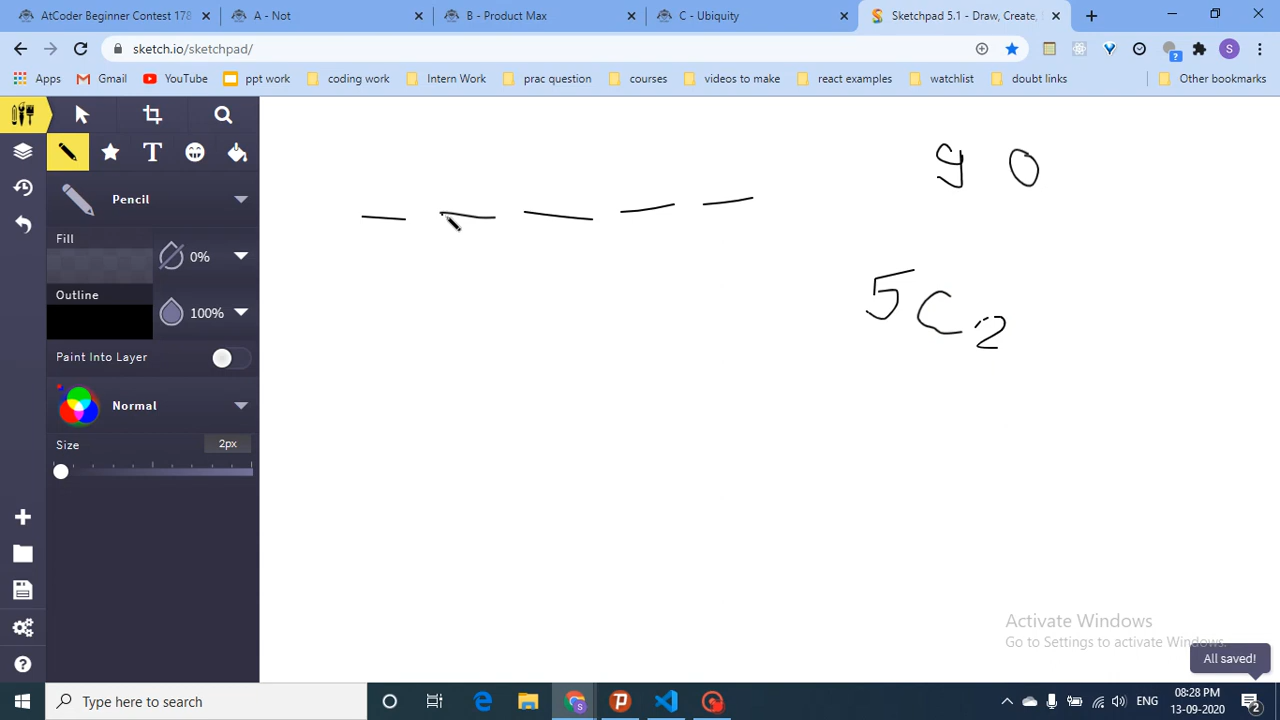 AtCoder Beginner Contest 178
A - Not
B - Product Max
C - Ubiquity
Sketchpad 5.1 - Draw, Create,
sketch.io/sketchpad/
S
?
Apps
Gmail
YouTube
ppt work
coding work
Intern Work
prac question
courses
videos to make
react examples
watchlist
doubt links
Other bookmarks
T
Pencil
Fill
0%
Outline
100%
Paint Into Layer
Normal
Size
2px
9 0
5C2
Activate Windows
Go to Settings to activate Windows.
All saved!
Type here to search
ENG
08:28 PM
13-09-2020
2